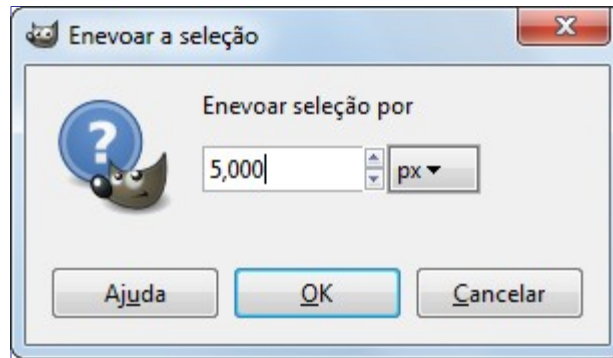 Enevoar a seleção
Enevoar seleção por
5,000 px
Ajuda OK Cancelar